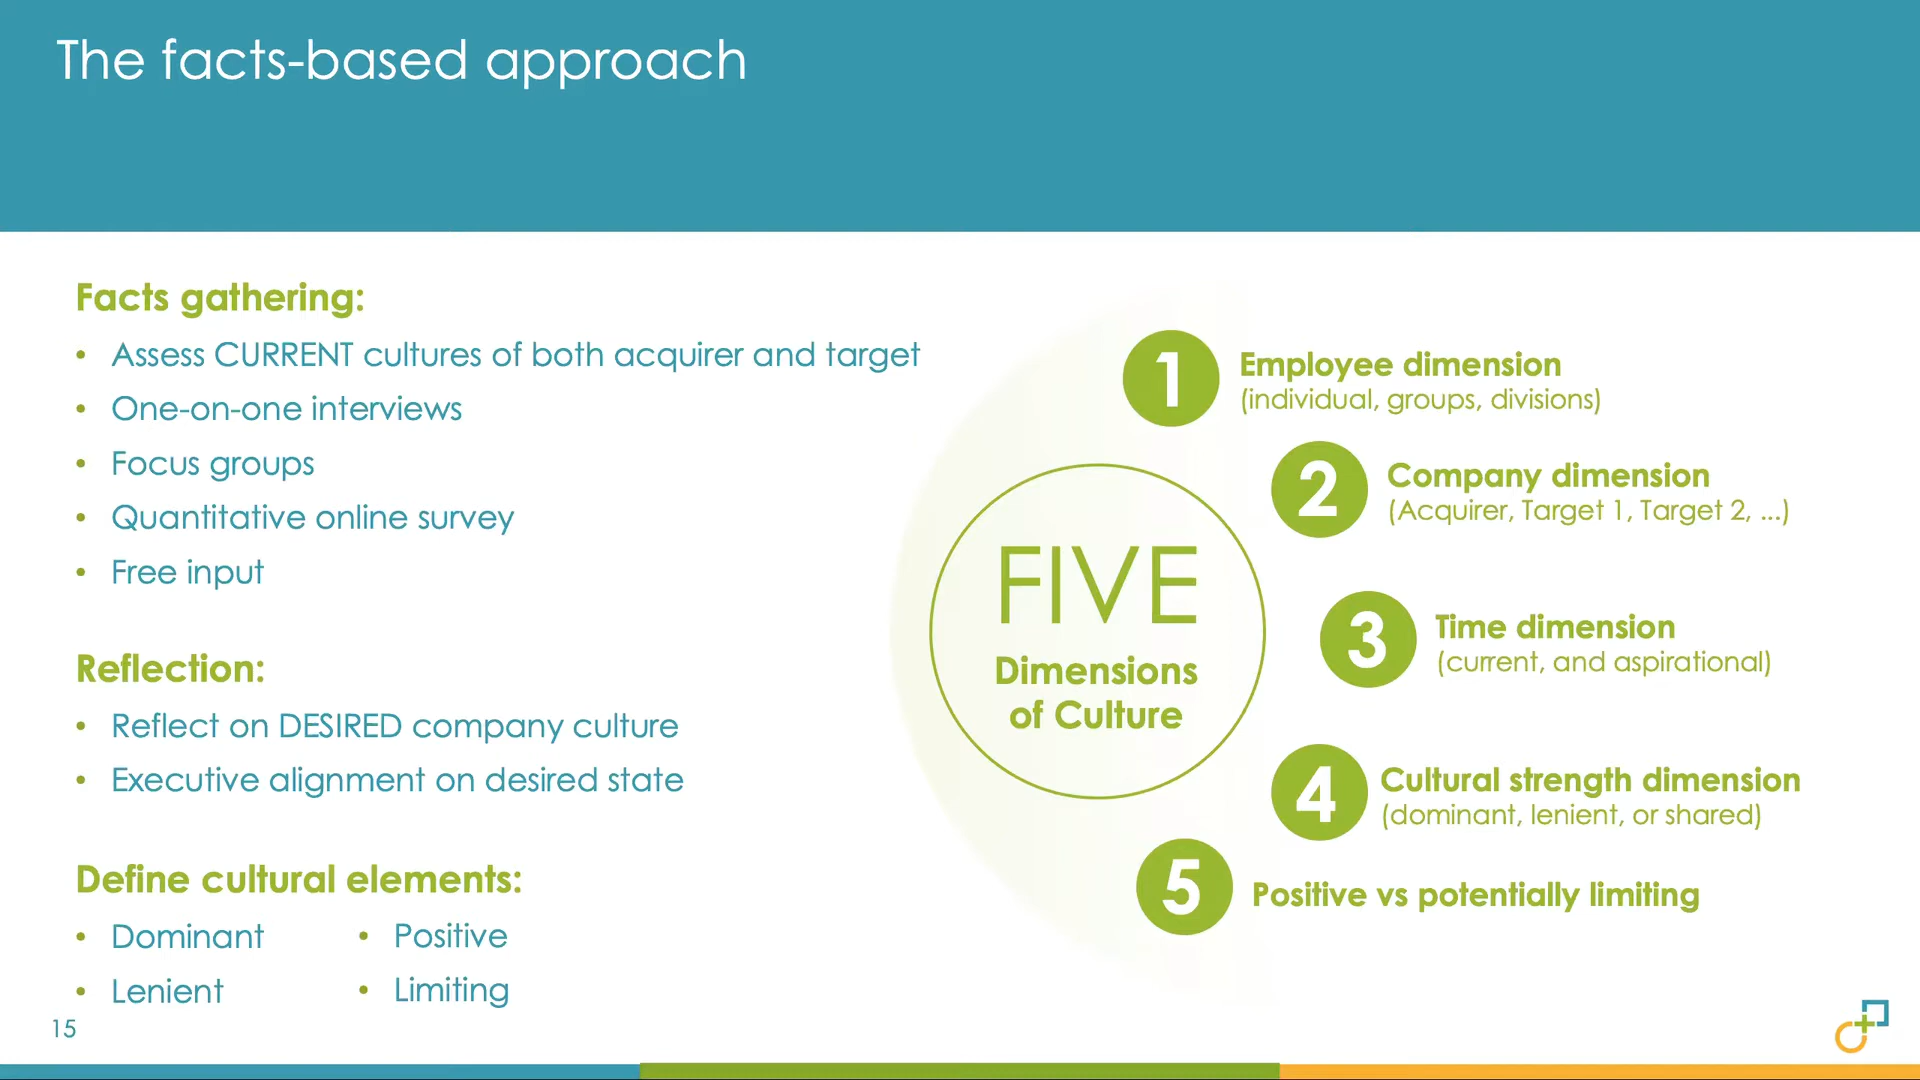 The facts-based approach
Facts gathering:
• Assess CURRENT cultures of both acquirer and target
• One-on-one interviews
• Focus groups
• Quantitative online survey
• Free input
Reflection:
• Reflect on DESIRED company culture
• Executive alignment on desired state
Define cultural elements:
• Dominant
• Lenient
• Positive
• Limiting
FIVE
Dimensions
of Culture
1
Employee dimension
(individual, groups, divisions)
2
Company dimension
(Acquirer, Target 1, Target 2, ...)
3
Time dimension
(current, and aspirational)
4
Cultural strength dimension
(dominant, lenient, or shared)
5
Positive vs potentially limiting
15